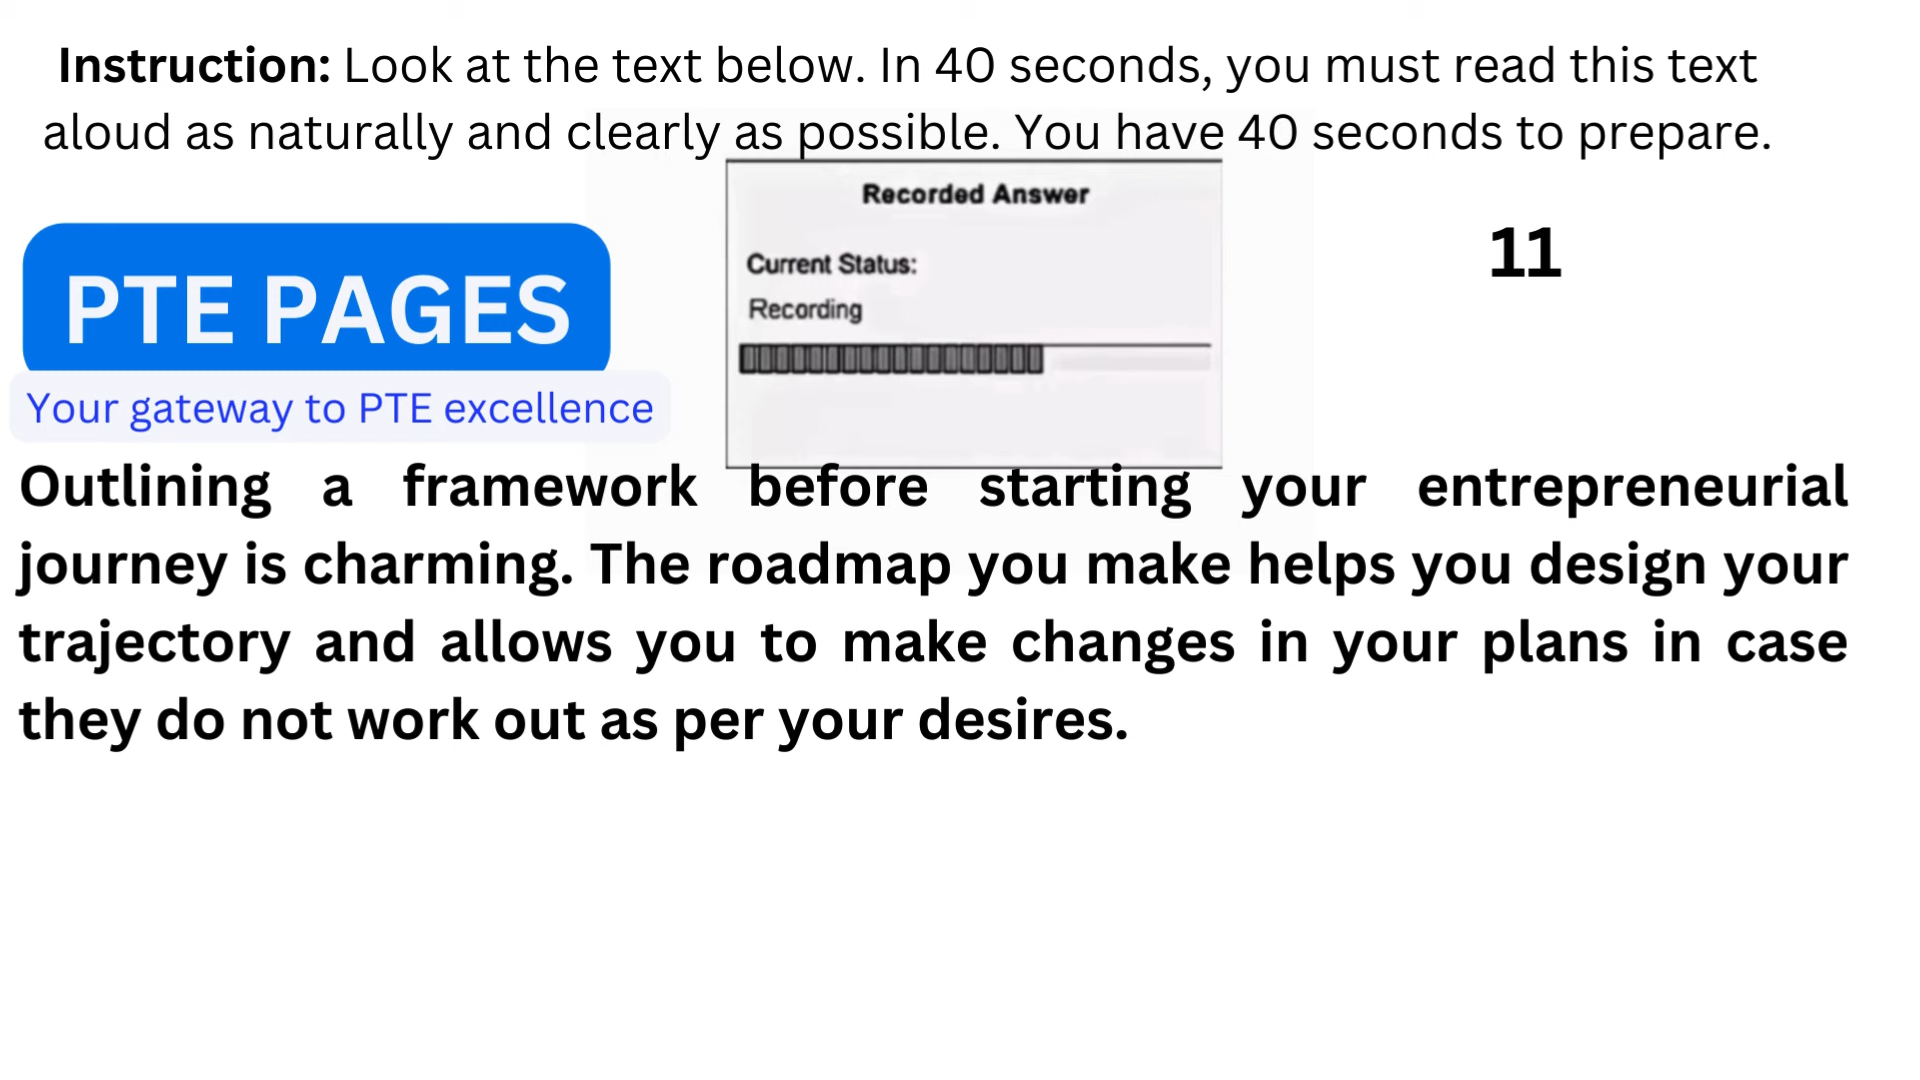 Instruction: Look at the text below. In 40 seconds, you must read this text
aloud as naturally and clearly as possible. You have 40 seconds to prepare.
Recorded Answer
Current Status:
Recording
11
PTE PAGES
Your gateway to PTE excellence
Outlining a framework before starting your entrepreneurial
journey is charming. The roadmap you make helps you design your
trajectory and allows you to make changes in your plans in case
they do not work out as per your desires.